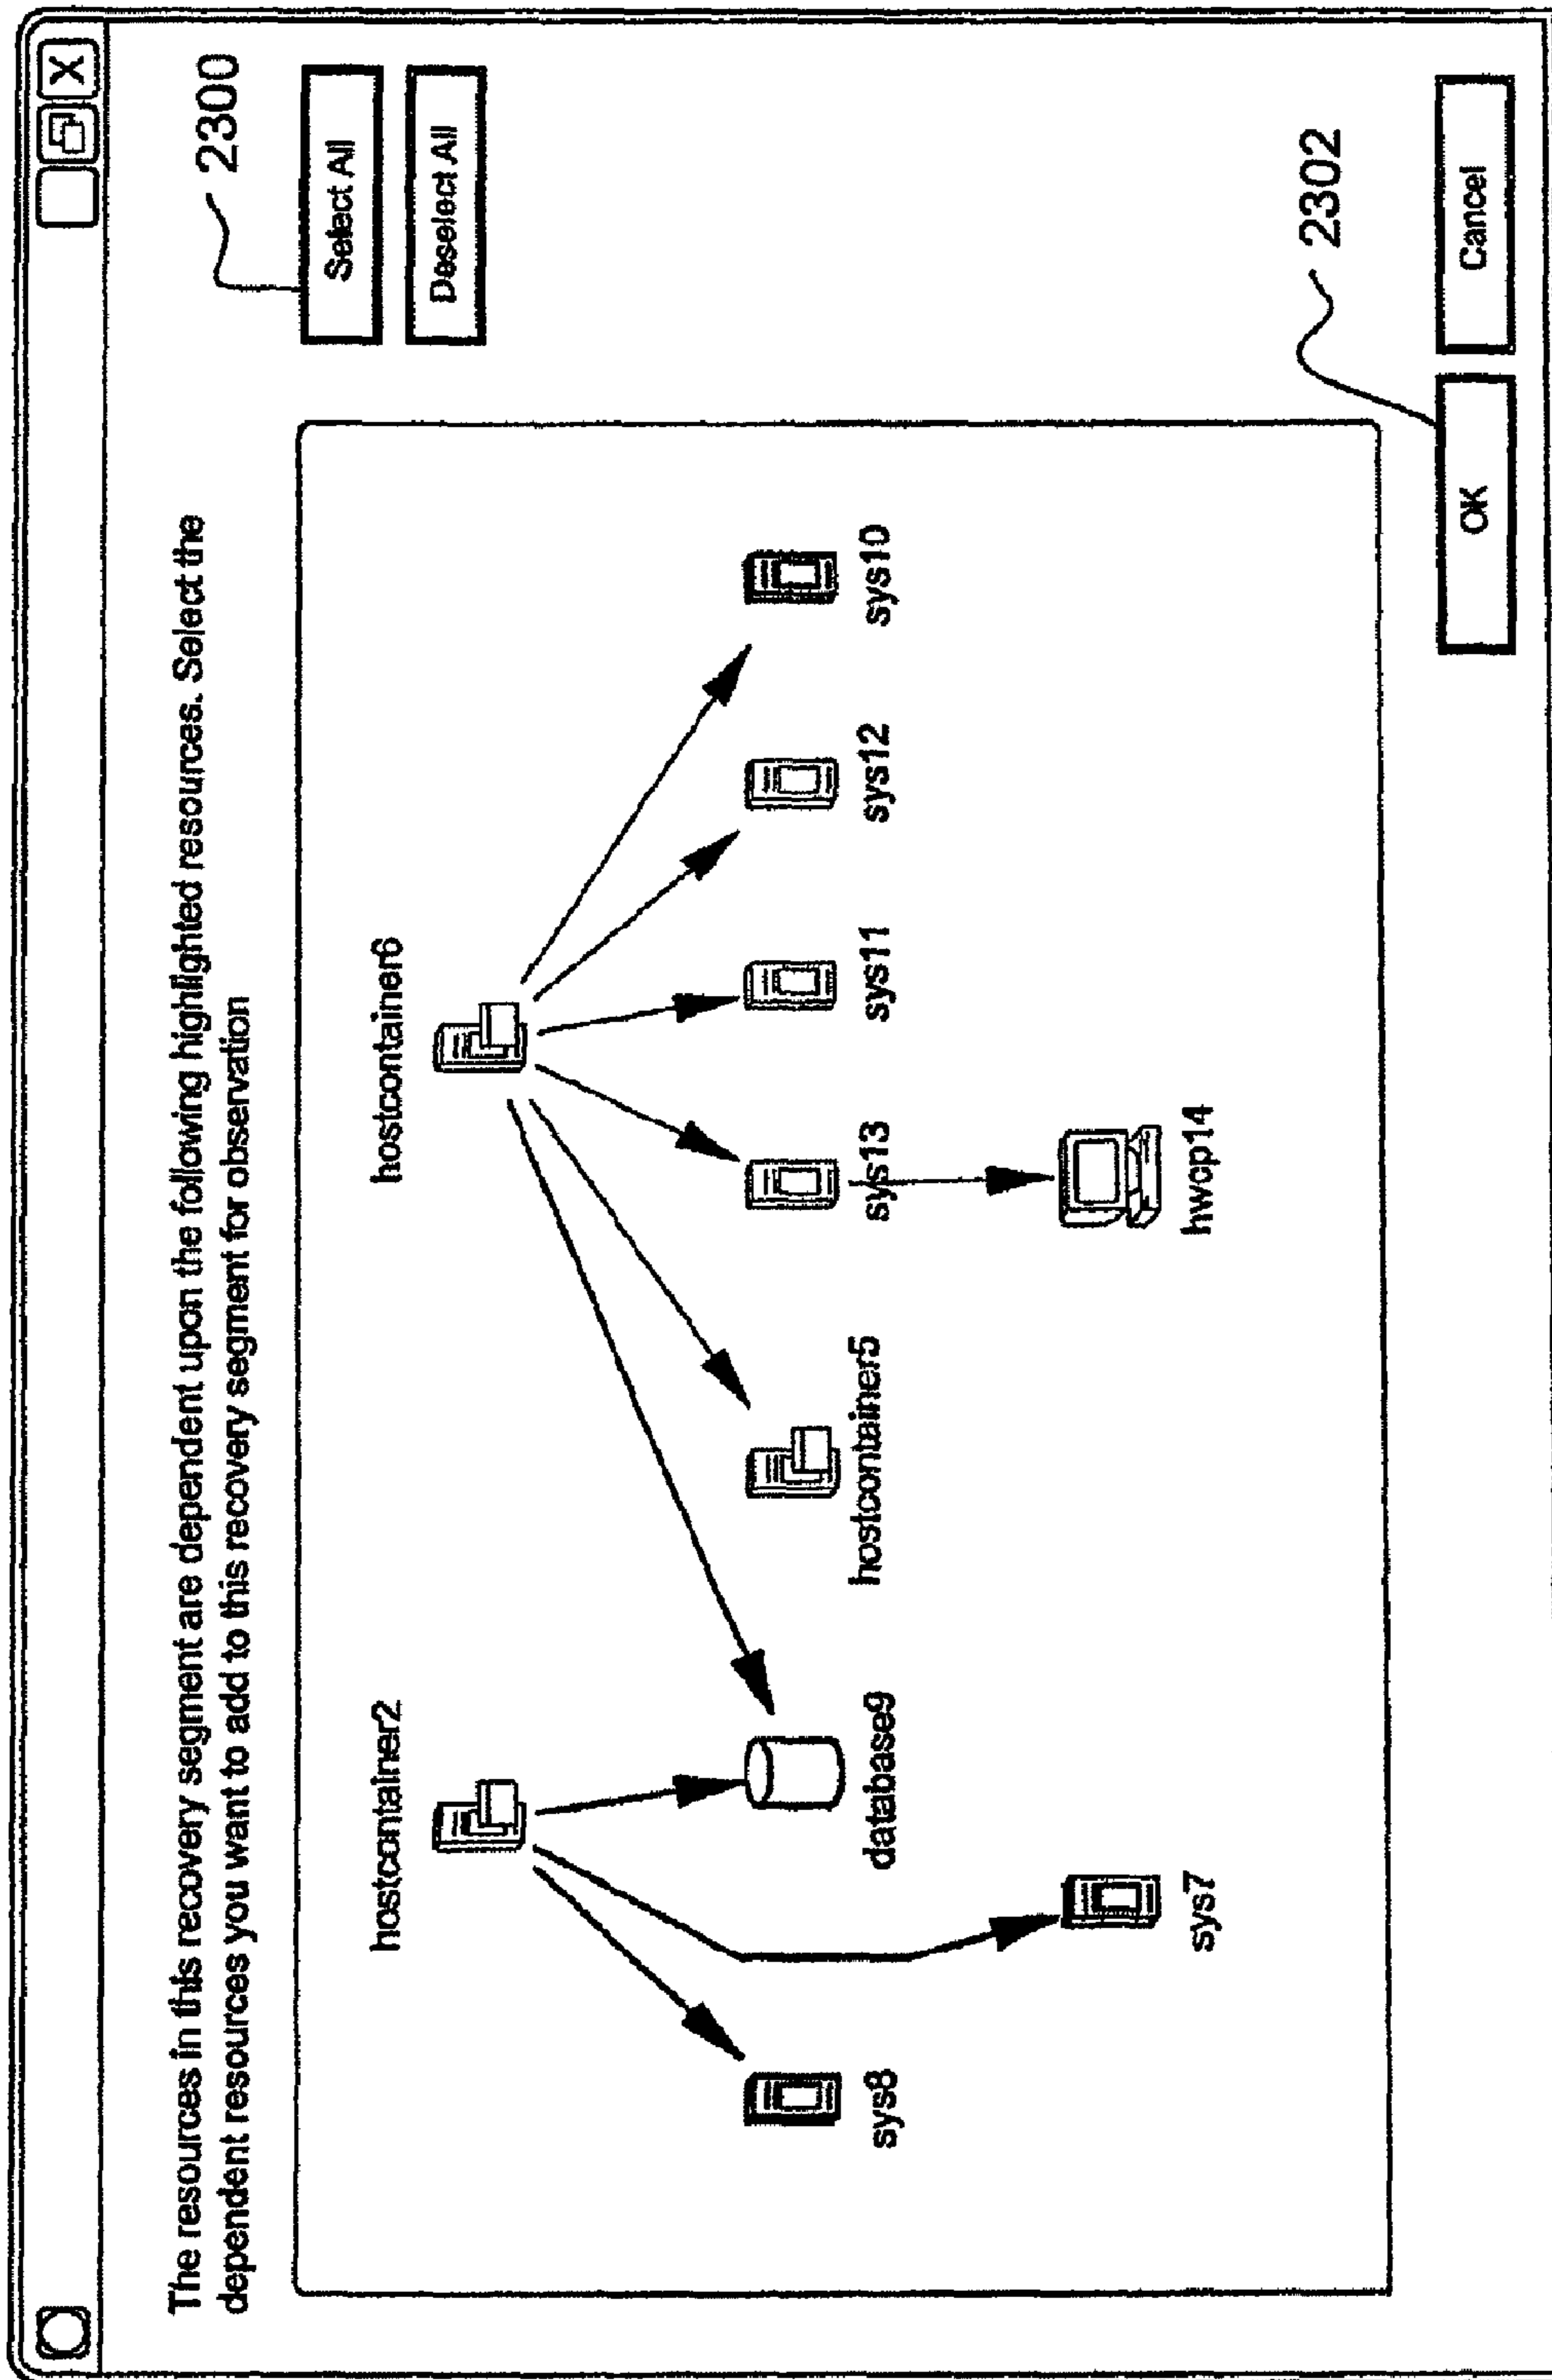 X
The resources in this recovery segment are dependent upon the following highlighted resources. Select the
dependent resources you want to add to this recovery segment for observation
2300
Select All
Deselect All
hostcontainer2
hostcontainer6
sys8
database9
hostcontainer5
sys13
sys11
sys12
sys10
sys7
hwop14
2302
OK
Cancel